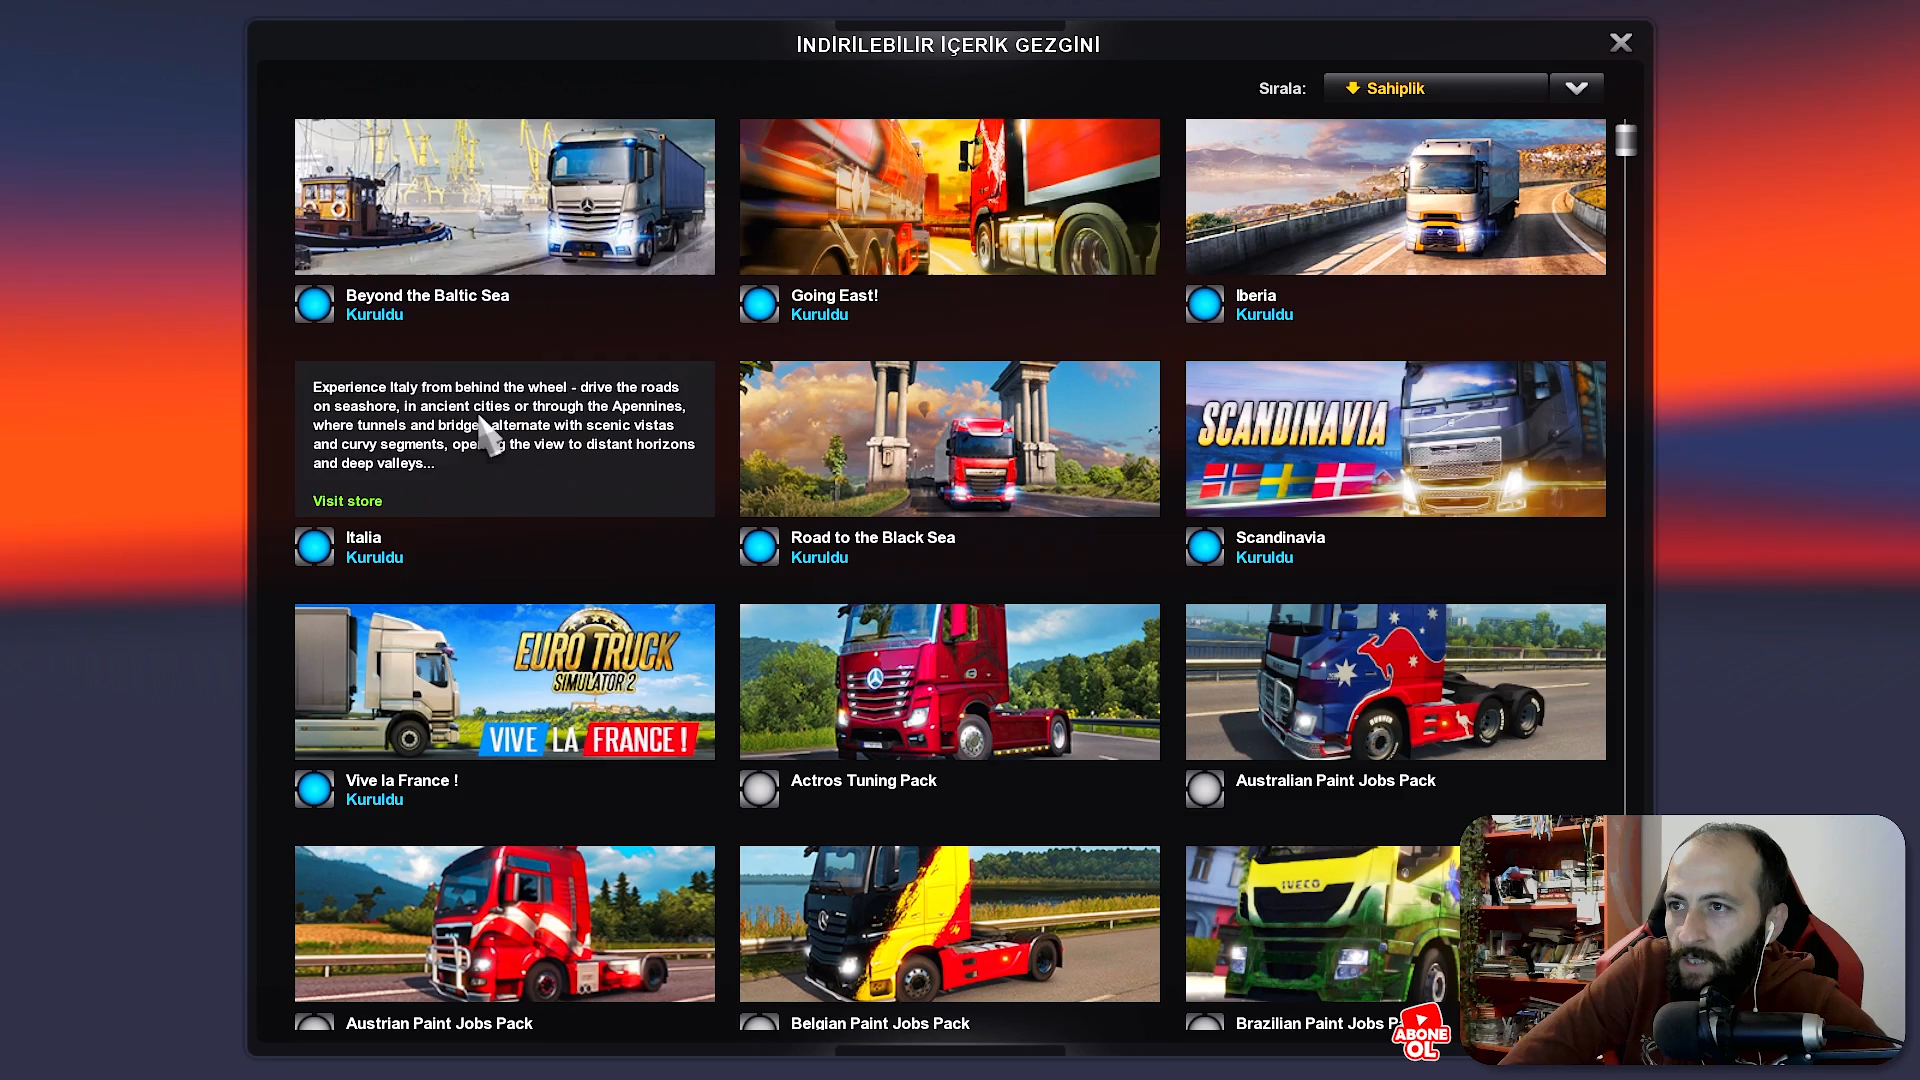 İNDİRİLEBİLİR İÇERİK GEZGİNİ
Sırala:
Sahiplik
Beyond the Baltic Sea
Kuruldu
Going East!
Kuruldu
Iberia
Kuruldu
Experience Italy from behind the wheel - drive the roads
on seashore, in ancient cities or through the Apennines,
where tunnels and bridge alternate with scenic vistas
and curvy segments, the view to distant horizons
and deep valleys...
Visit store
Italia
Kuruldu
Road to the Black Sea
Kuruldu
SCANDINAVIA
Scandinavia
Kuruldu
EURO TRUCK
SIMULATOR 2
VIVE LA FRANCE !
Vive la France !
Kuruldu
Actros Tuning Pack
Australian Paint Jobs Pack
IVECO
Austrian Paint Jobs Pack
Belgian Paint Jobs Pack
Brazilian Paint Jobs
ABONE
OL